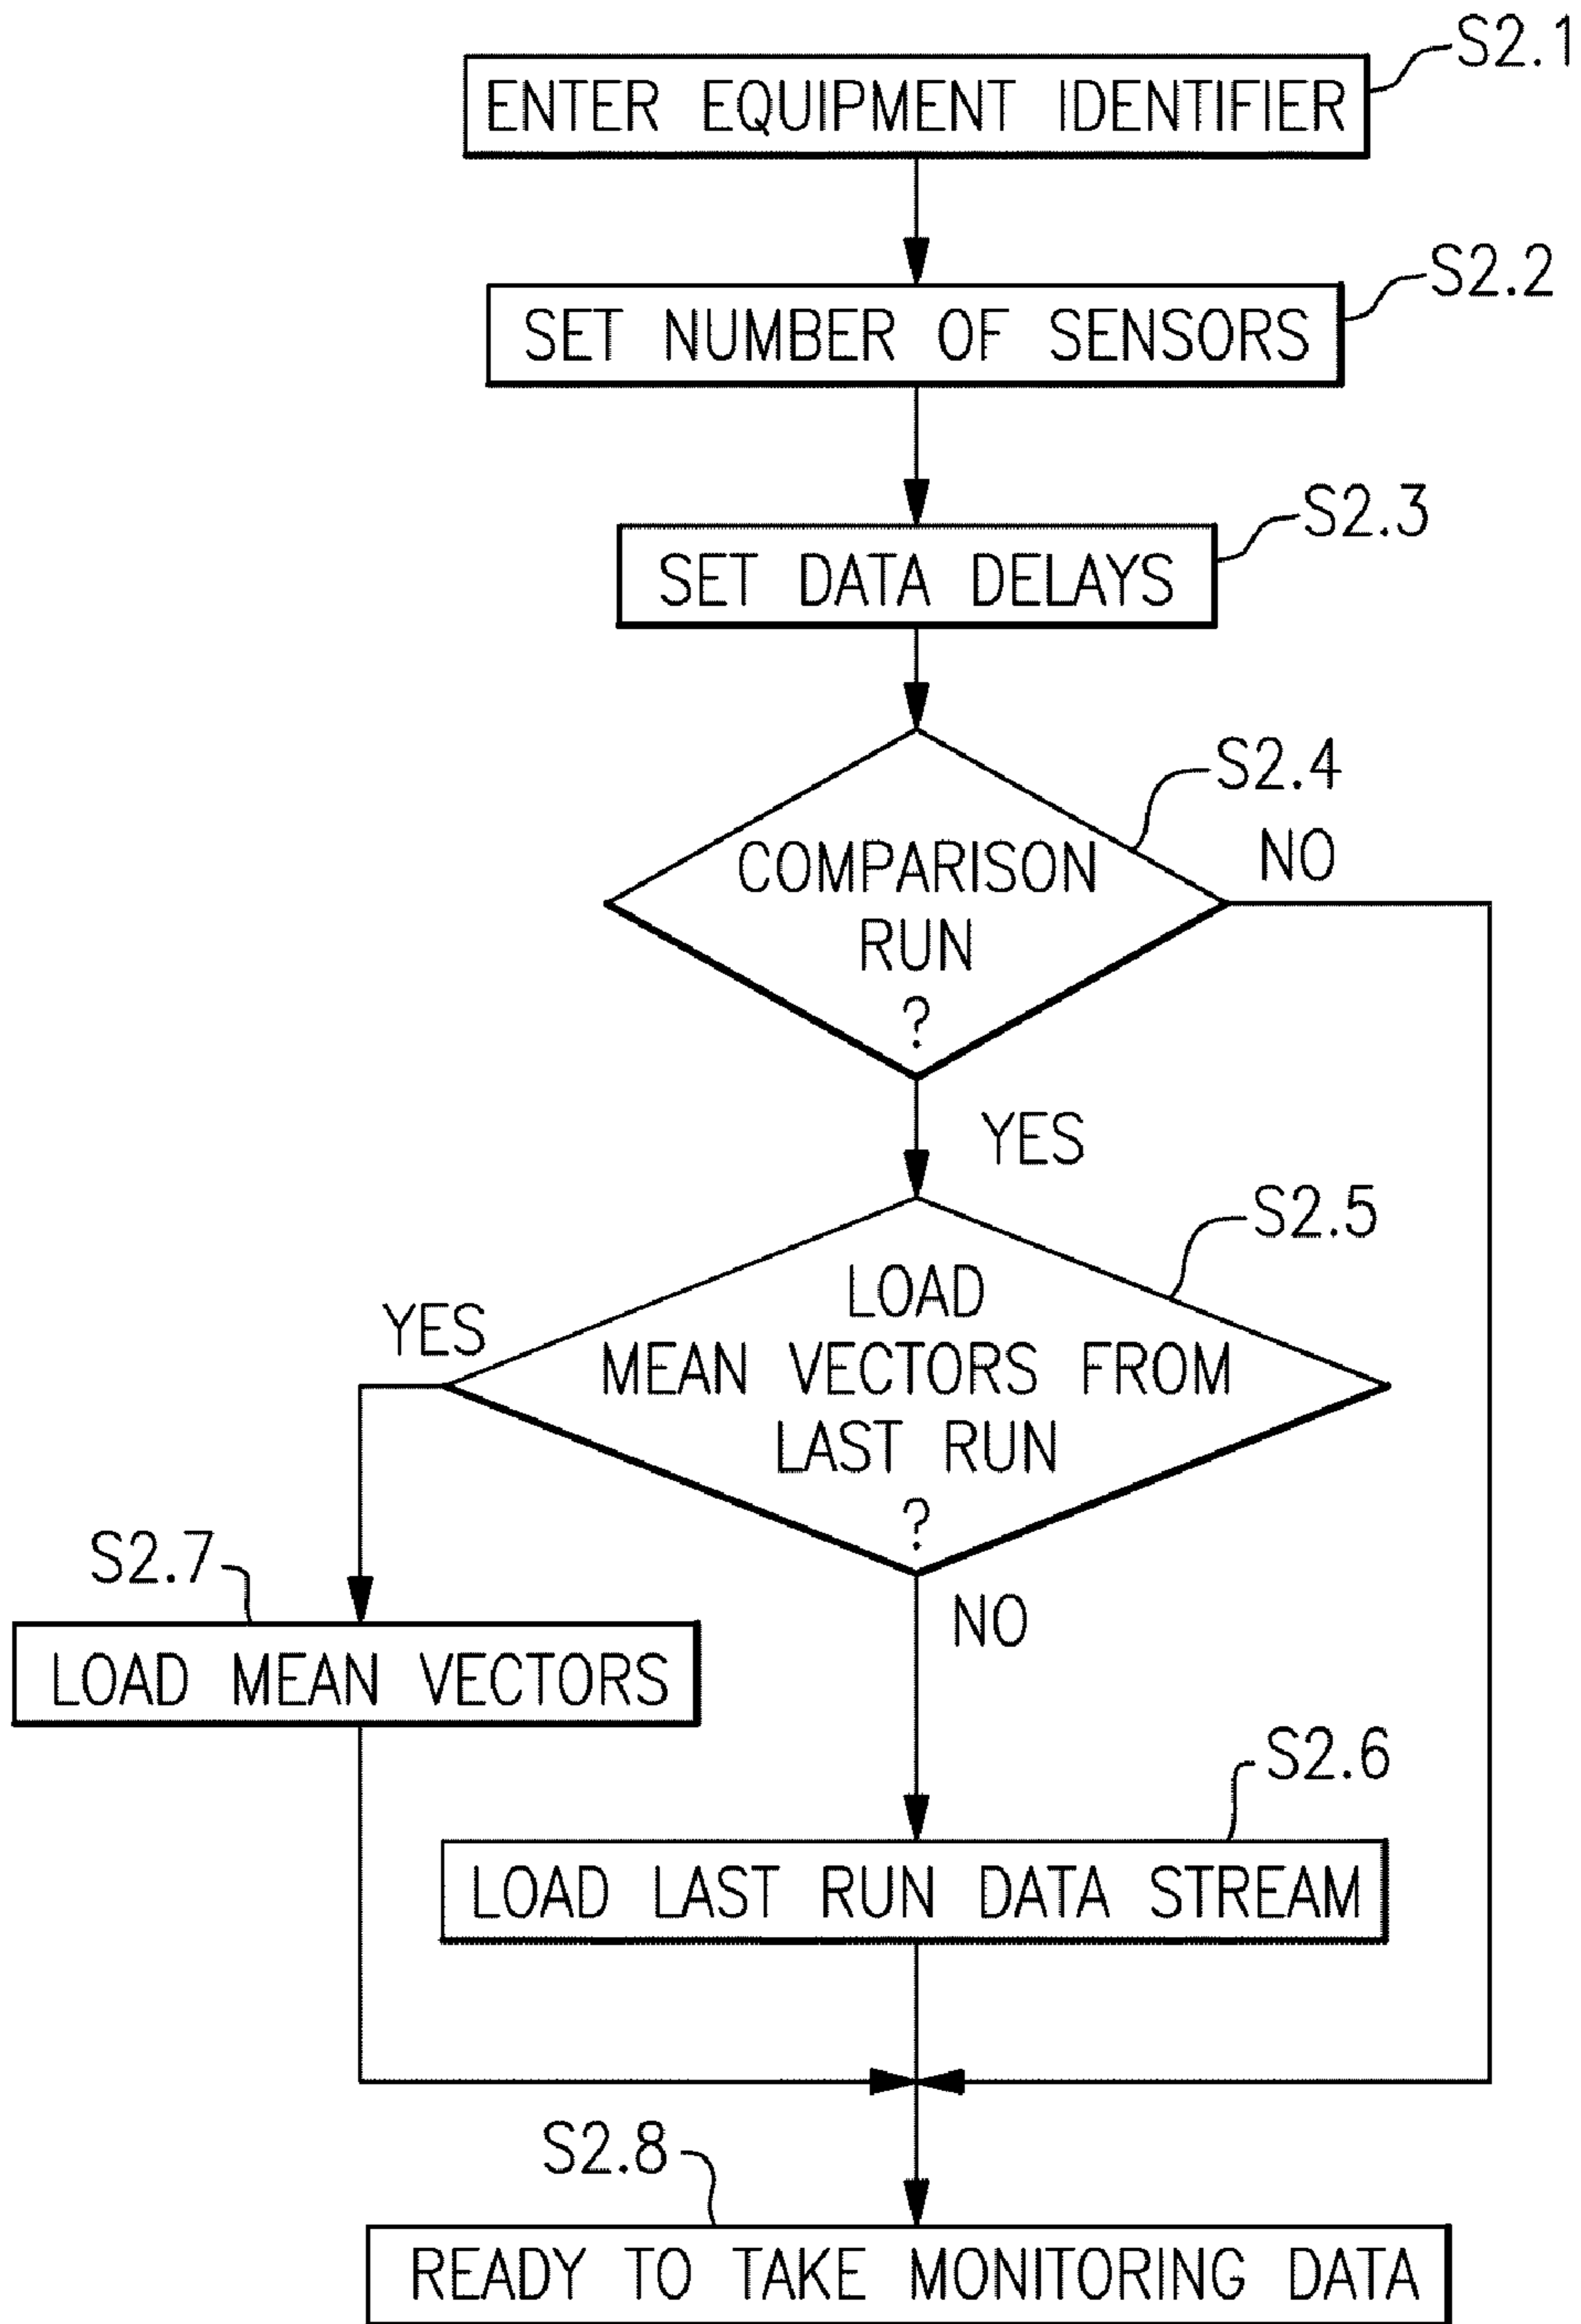 S2.1
ENTER EQUIPMENT IDENTIFIER
S2.2
SET NUMBER OF SENSORS
S2.3
SET DATA DELAYS
S2.4
NO
COMPARISON
RUN
?
YES
S2.5
LOAD
YES
MEAN VECTORS FROM
LAST RUN
?
S2.7
NO
LOAD MEAN VECTORS
S2.6
LOAD LAST RUN DATA STREAM
S2.8
READY TO TAKE MONITORING DATA